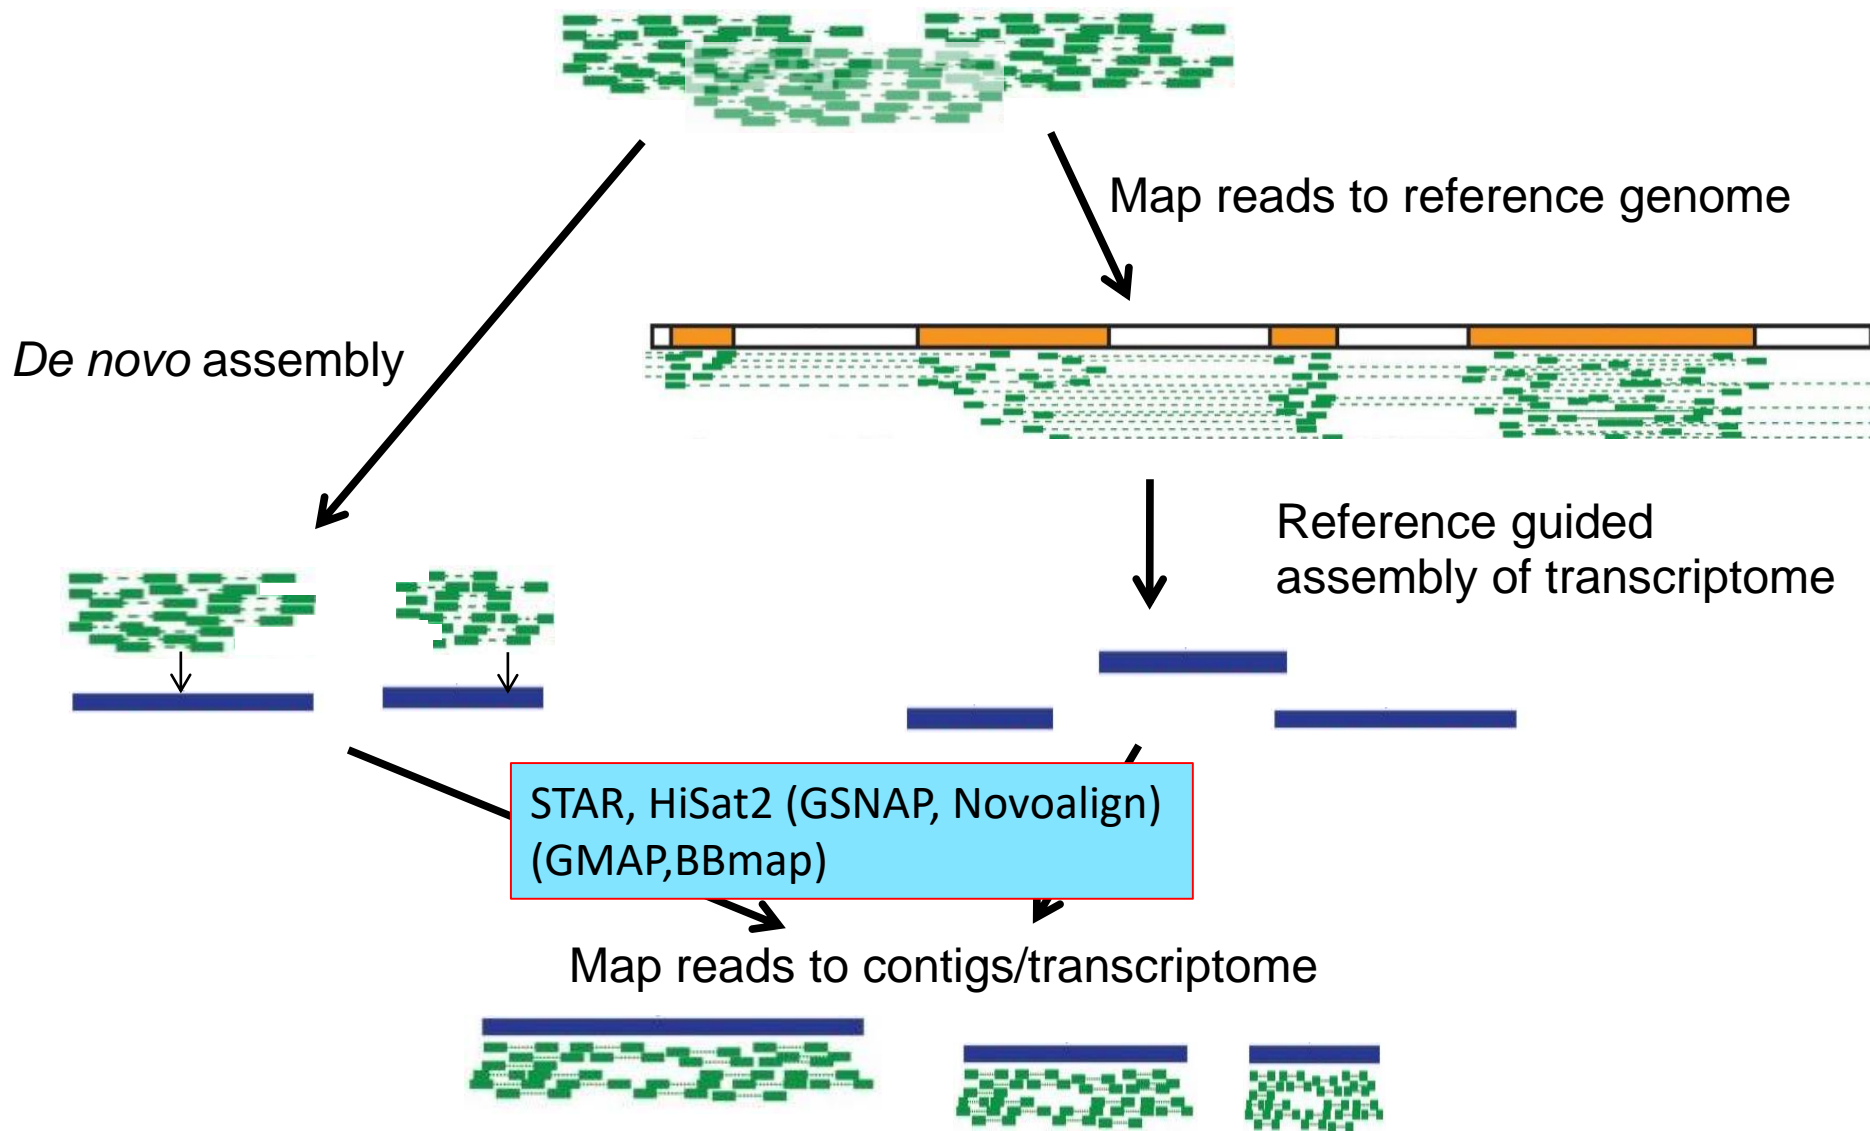 Map reads to reference genome
De novo assembly
Reference guided
assembly of transcriptome
STAR, HiSat2 (GSNAP, Novoalign)
(GMAP,BBmap)
Map reads to contigs/transcriptome